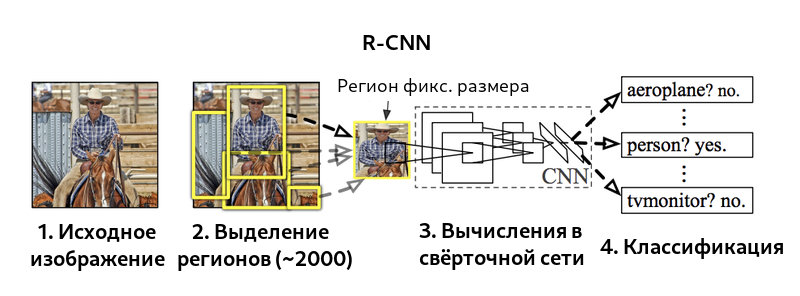 R-CNN
Регион фикс. размера
aeroplane? no.
⋮
person? yes.
⋮
tvmonitor? no.
CNN
1. Исходное
изображение
2. Выделение
регионов (~2000)
3. Вычисления в
свёрточной сети
4. Классификация